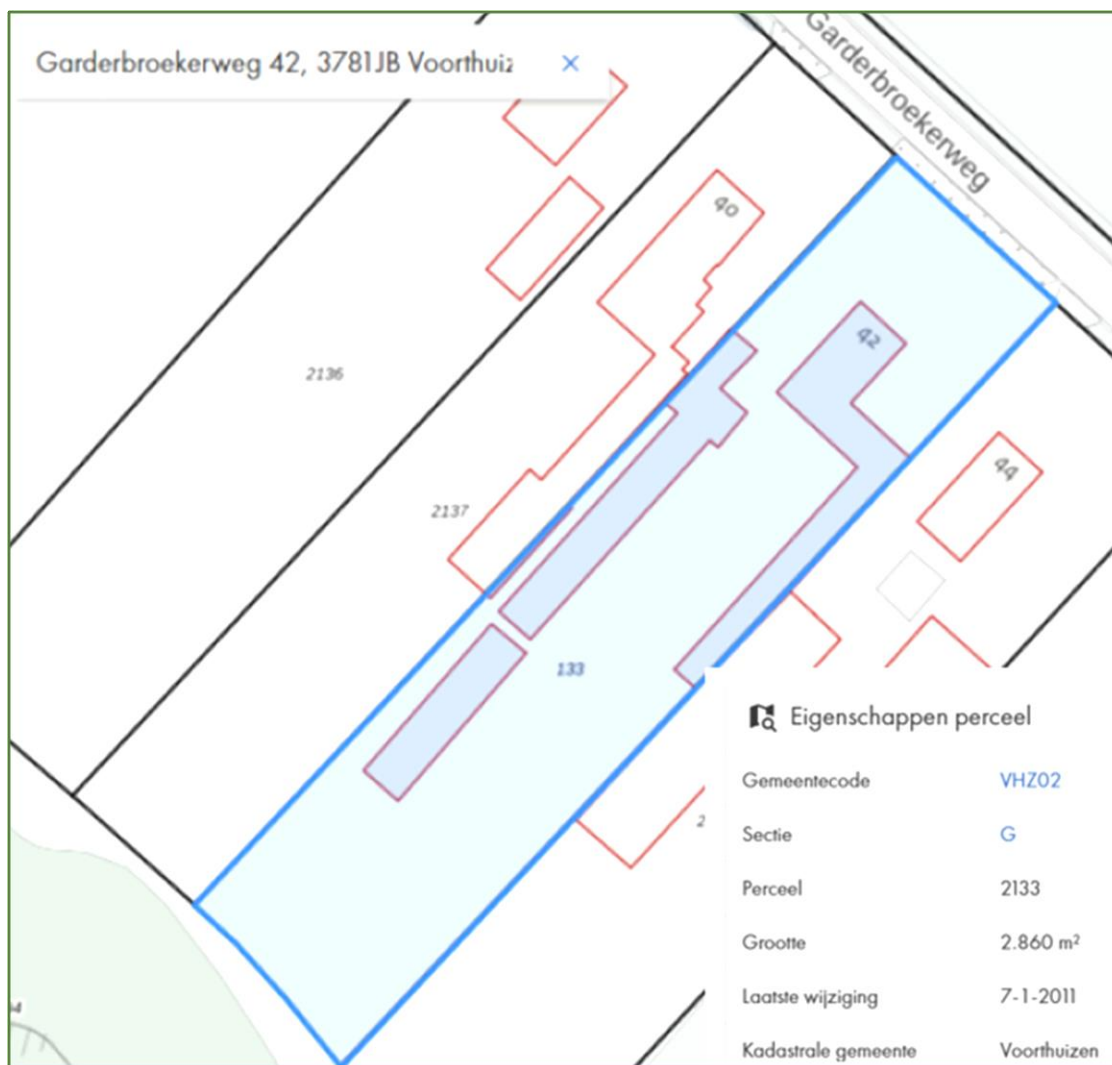 Garderbroekerweg 42, 3781JB Voorthuiz
Garderbroekerweg
40
42
2136
44
2137
133
Eigenschappen perceel
Gemeentecode VHZ02
Sectie G
Perceel 2133
2
Grootte 2.860 m²
Laatste wijziging 7-1-2011
Kadastrale gemeente Voorthuizen